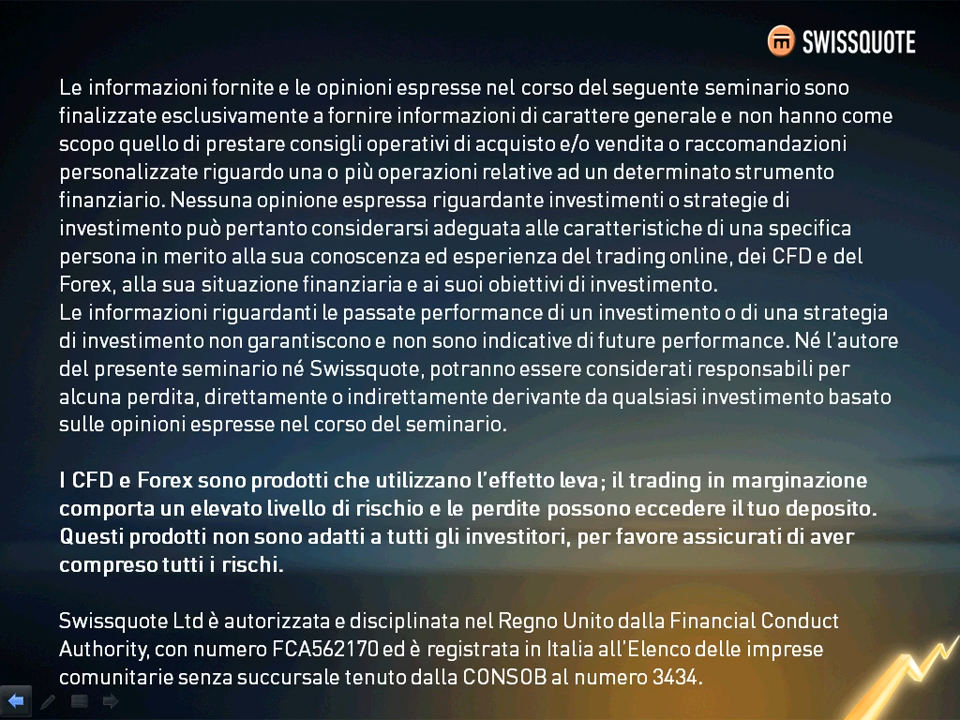 SWISSQUOTE
Le informazioni fornite e le opinioni espresse nel corso del seguente seminario sono
finalizzate esclusivamente a fornire informazioni di carattere generale e non hanno come
scopo quello di prestare consigli operativi di acquisto e/o vendita o raccomandazioni
personalizzate riguardo una o più operazioni relative ad un determinato strumento
finanziario. Nessuna opinione espressa riguardante investimenti o strategie di
investimento può pertanto considerarsi adeguata alle caratteristiche di una specifica
persona in merito alla sua conoscenza ed esperienza del trading online, dei CFD e del
Forex, alla sua situazione finanziaria e ai suoi obiettivi di investimento.
Le informazioni riguardanti le passate performance di un investimento o di una strategia
di investimento non garantiscono e non sono indicative di future performance. Né l'autore
del presente seminario né Swissquote, potranno essere considerati responsabili per
alcuna perdita, direttamente o indirettamente derivante da qualsiasi investimento basato
sulle opinioni espresse nel corso del seminario.
I CFD e Forex sono prodotti che utilizzano l'effetto leva; il trading in marginazione
comporta un elevato livello di rischio e le perdite possono eccedere il tuo deposito.
Questi prodotti non sono adatti a tutti gli investitori, per favore assicurati di aver
compreso tutti i rischi.
Swissquote Ltd è autorizzata e disciplinata nel Regno Unito dalla Financial Conduct
Authority, con numero FCA562170 ed è registrata in Italia all'Elenco delle imprese
comunitarie senza succursale tenuto dalla CONSOB al numero 3434.